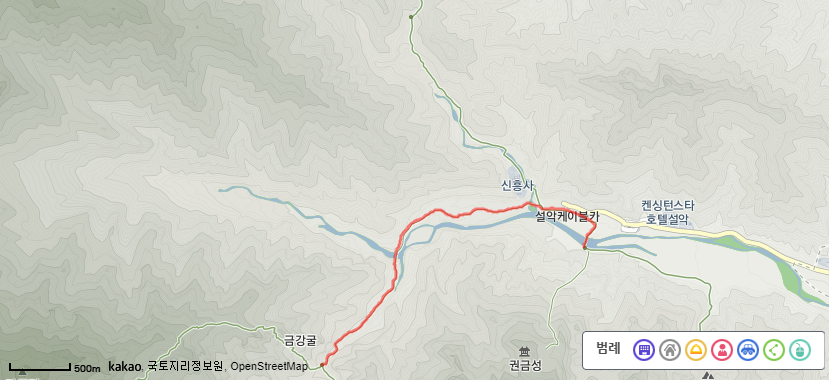 신흥사
설악케이블카
켄싱턴스타
호텔설악
금강굴
권금성
범례
500m kakao, 국토지리정보원, OpenStreetMap